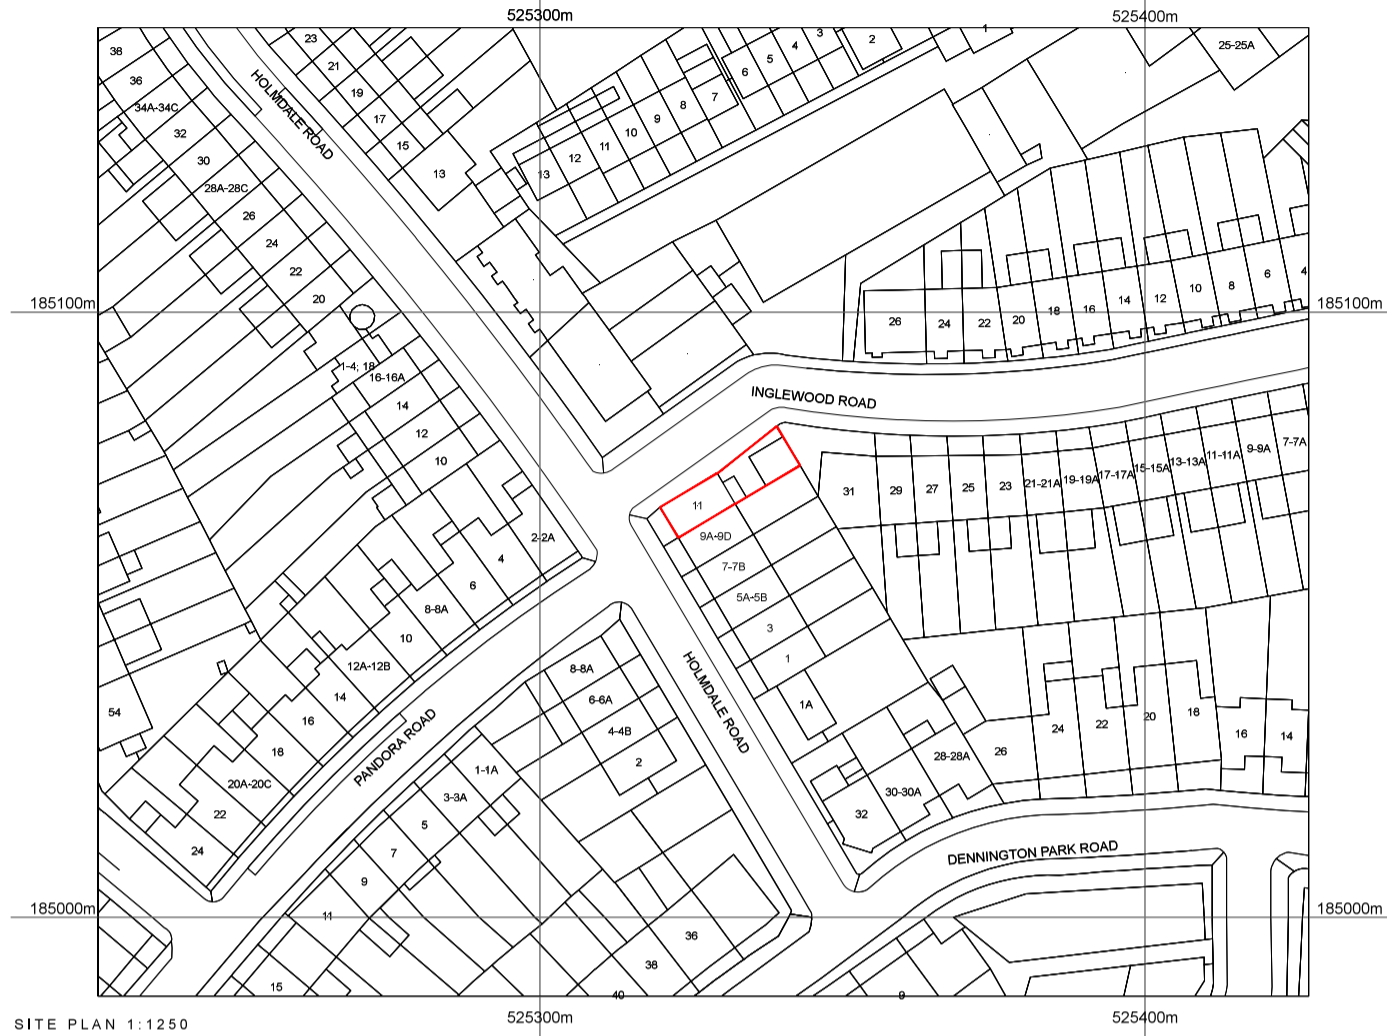 525300m
525400m
38
23
3
2
1
25-25A
36
21
4
5
HOLMDALE ROAD
19
6
34A-34C
17
8
7
32
15
9
10
30
11
12
28A-28C
13
13
26
24
22
20
4
6
8
10
12
14
16
18
20
22
24
26
185100m
185100m
1-4; 18
16-16A
14
12
10
INGLEWOOD ROAD
7-7A
9-9A
11-11A
13-13A
15-15A
17-17A
19-19A
21-21A
23
25
27
29
31
11
9A-9D
7-7B
5A-5B
3
1
1A
2-2A
4
6
8-8A
10
12A-12B
14
16
18
20A-20C
22
24
54
HOLMDALE ROAD
PANDORA ROAD
8-8A
6-6A
4-4B
2
1-1A
3-3A
5
7
9
11
15
24
22
20
18
16
14
26
28-28A
30-30A
32
DENNINGTON PARK ROAD
185000m
185000m
36
38
40
9
525300m
525400m
SITE PLAN 1:1250